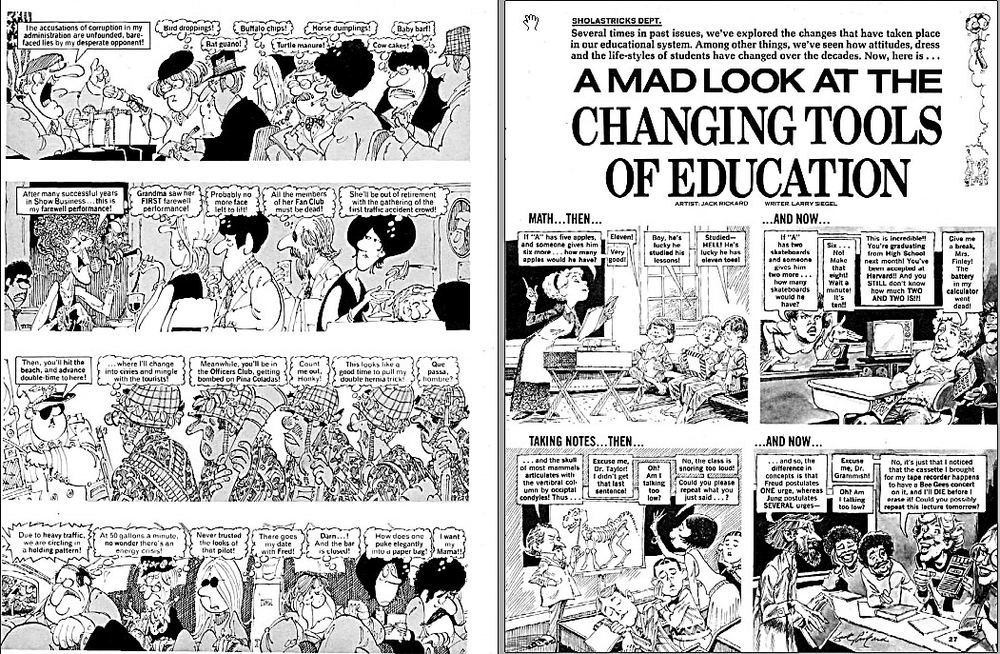 The accusations of corruption in my
administration are unfounded, bare-
faced lies by my desperate opponent!
Bird droppings!
Bat guano!
Buffalo chips!
Turtle manure!
Horse dumplings!
Cow cakes!
Baby barf!
After many successful years
in Show Business...this is
my farewell performance!
Grandma saw her
FIRST farewell
performance!
Probably no
more face
left to lift!
All the members
of her Fan Club
must be dead!
She'll be out of retirement
with the gathering of the
first traffic accident crowd!
Then, you'll hit the
beach, and advance
double-time to here!
...where I'll change
into civies and mingle
with the tourists!
Meanwhile, you'll be in
the Officers Club, getting
bombed on Pina Coladas!
Count
me out,
Honky!
This looks like a
good time to pull my
double hernia trick!
Que
passa,
hombre?
Due to heavy traffic,
we are circling in
a holding pattern!
At 50 gallons a minute,
no wonder there's an
energy crisis!
Never trusted
the looks of
that pilot!
There goes
my date
with Fred!
Darn...!
And the bar
is closed!
How does one
puke elegantly
into a paper bag?
I want
my
Mama!!
SHOLASTRICKS DEPT.
Several times in past issues, we've explored the changes that have taken place
in our educational system. Among other things, we've seen how attitudes, dress
and the life-styles of students have changed over the decades. Now, here is...
A MAD LOOK AT THE
CHANGING TOOLS
OF EDUCATION
ARTIST: JACK RICKARD WRITER: LARRY SIEGEL
MATH...THEN...
If "A" has five apples,
and someone gives him
six more... how many
apples would he have?
Eleven!
Very
good!
Boy, he's
lucky he
studied his
lessons!
Studied—
HELL! He's
lucky he has
eleven toes!
...AND NOW...
If "A"
has two
skateboards
and someone
gives him
two more...
how many
skateboards
would he
have?
Six...
No!
Make
that
eight!
Wait a
minute!
It's
ten!!
This is incredible!!
You're graduating
from High School
next month! You've
been accepted at
Harvard!! And you
STILL don't know
how much TWO
AND TWO IS!?!
Give me
a break,
Mrs.
Finley!
The
battery
in my
calculator
went
dead!
TAKING NOTES...THEN...
...and the skull
of most mammals
articulates with
the vertibral col-
umn by occiptal
condyles! Thus...
Excuse me,
Dr. Taylor!
I didn't get
that last
sentence!
Oh!
Am I
talking
too
low?
No, the class is
snoring too loud!
Could you please
repeat what you
just said...?
...AND NOW...
...and so, the
difference in
concepts is that
Freud postulates
ONE urge, whereas
Jung postulates
SEVERAL urges—
Excuse
me, Dr.
Grammish!
Oh! Am I
talking
too low?
No, it's just that I noticed
that the cassette I brought
for my tape recorder happens
to have a Bee Gees concert
on it, and I'll DIE before I
erase it! Could you possibly
repeat this lecture tomorrow?
27